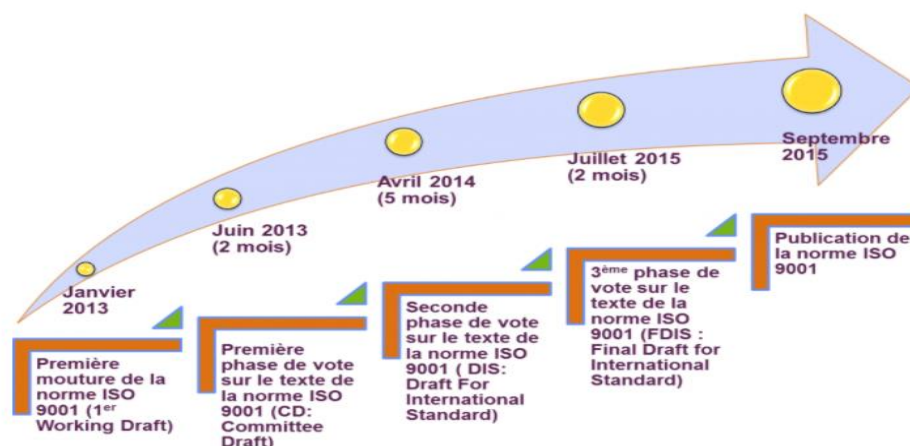 Janvier
2013
Juin 2013
(2 mois)
Avril 2014
(5 mois)
Juillet 2015
(2 mois)
Septembre
2015
Première
mouture de la
norme ISO
9001 (1er
Working Draft)
Première
phase de vote
sur le texte de
la norme ISO
9001 (CD:
Committee
Draft)
Seconde
phase de vote
sur le texte de
la norme ISO
9001 ( DIS:
Draft For
International
Standard)
3ème phase de
vote sur le
texte de la
norme ISO
9001 (FDIS :
Final Draft for
International
Standard)
Publication de
la norme ISO
9001